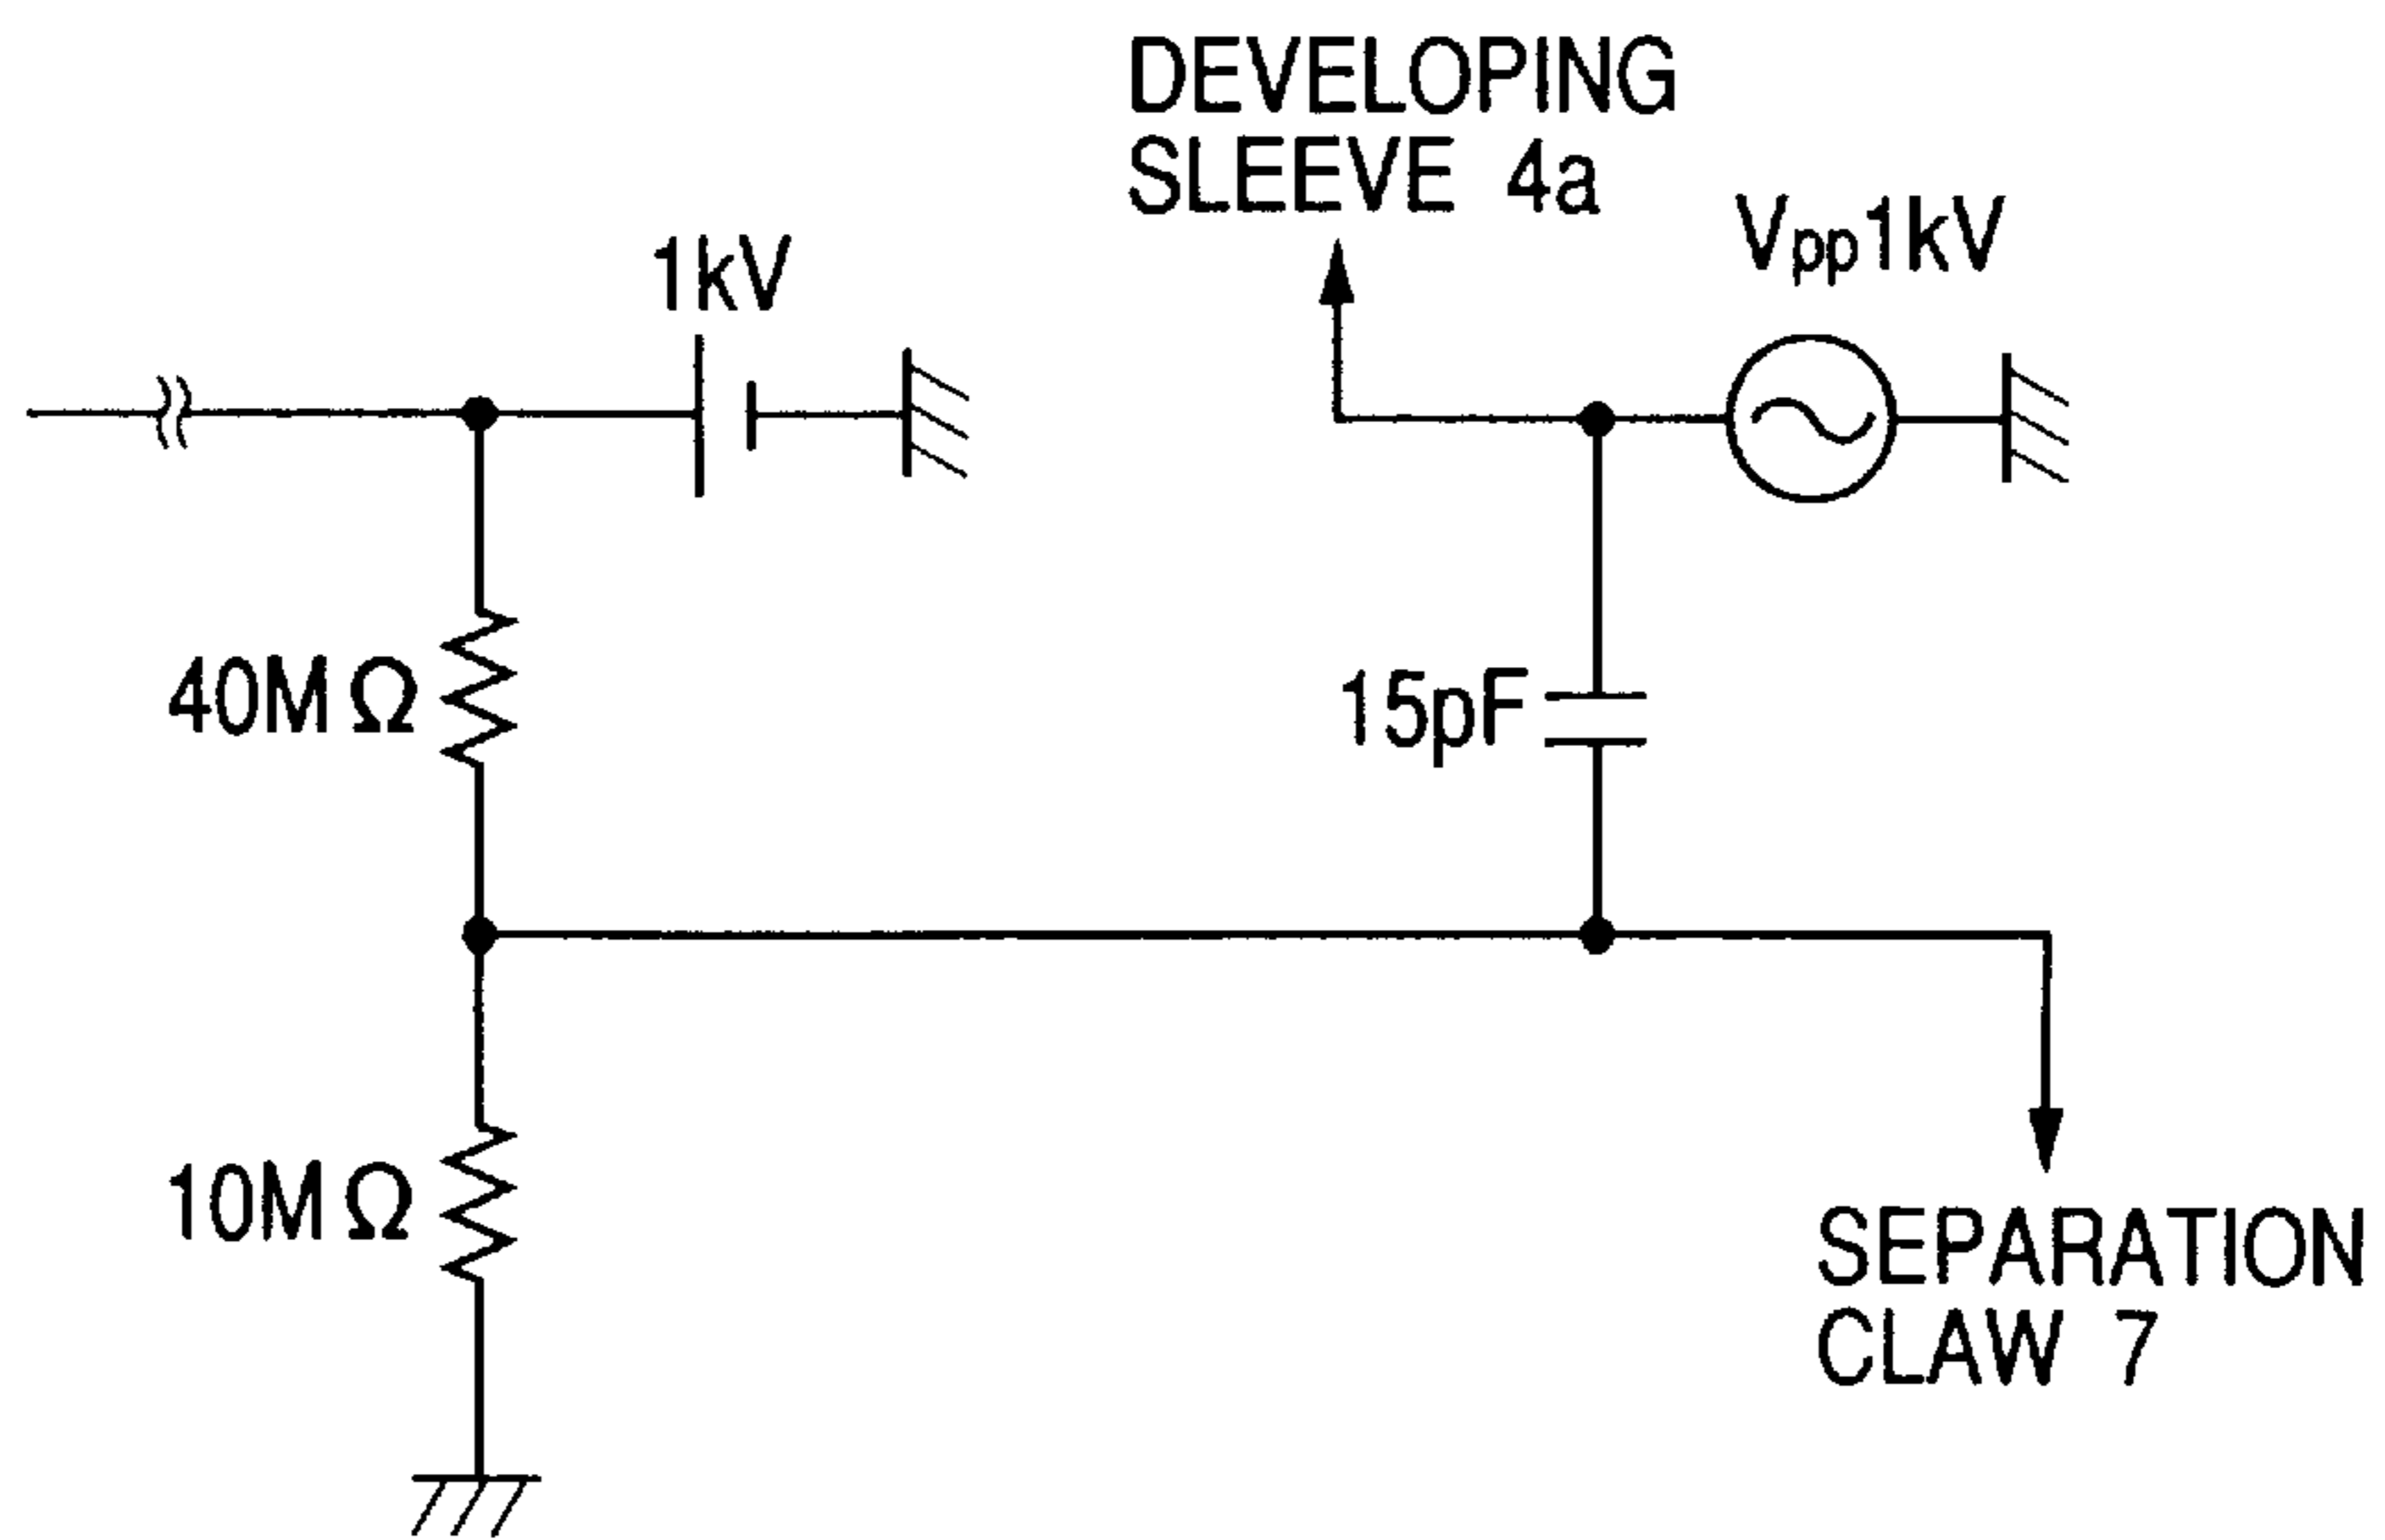 DEVELOPING
SLEEVE 4a
Vpp1kV
1kV
40MΩ
15pF
10MΩ
SEPARATION
CLAW 7